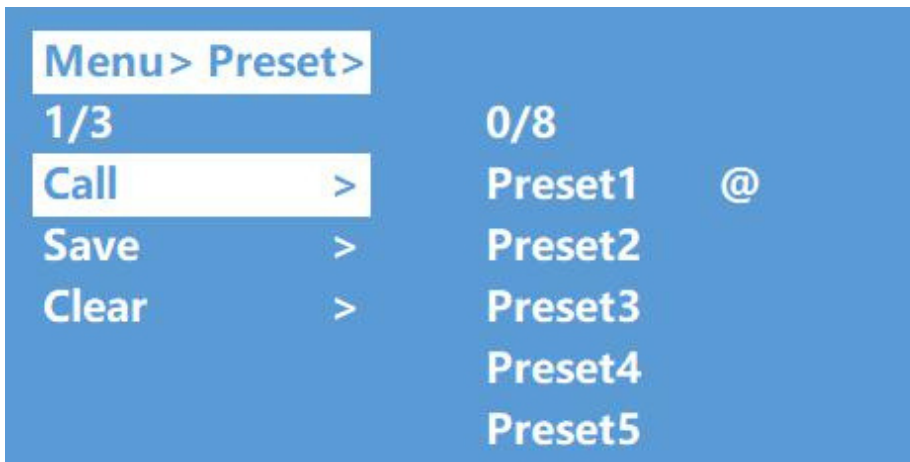 Menu> Preset>
1/3 0/8
Call > Preset1 @
Save > Preset2
Clear > Preset3
Preset4
Preset5